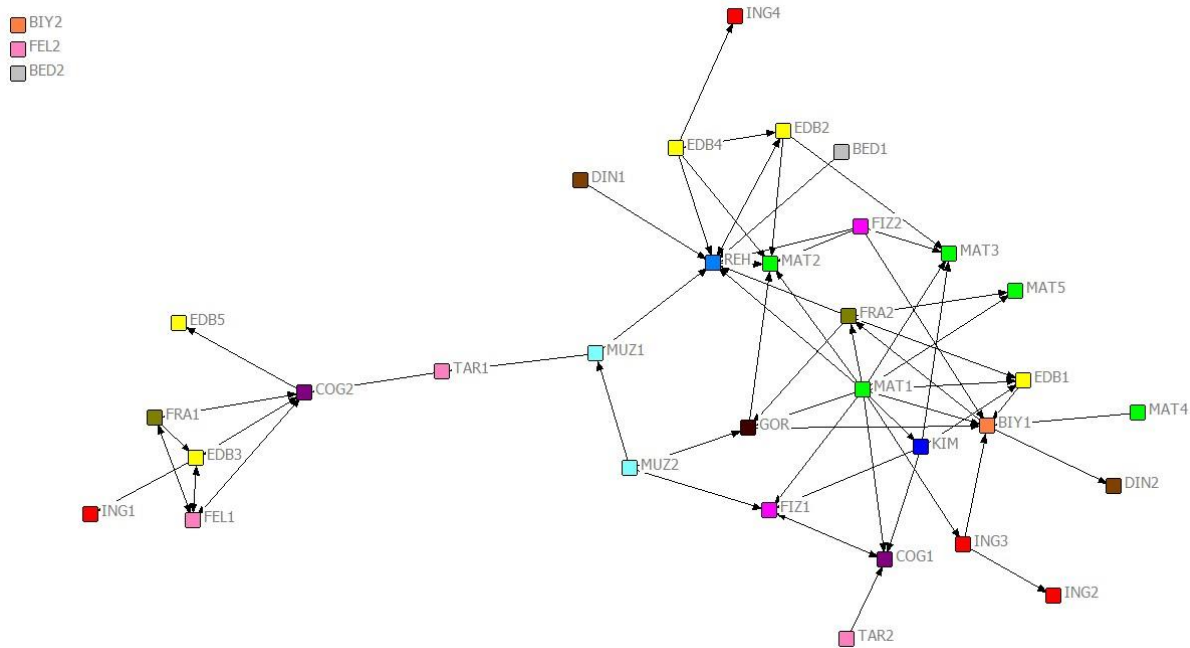 BIY2
FEL2
BED2
ING4
EDB2
EDB4
BED1
DIN1
FIZ2
MAT3
REH
MAT2
MAT5
FRA2
EDB5
MUZ1
TAR1
EDB1
MAT1
COG2
MAT4
FRA1
BIY1
GOR
KIM
EDB3
MUZ2
DIN2
FIZ1
ING1
FEL1
ING3
COG1
ING2
TAR2